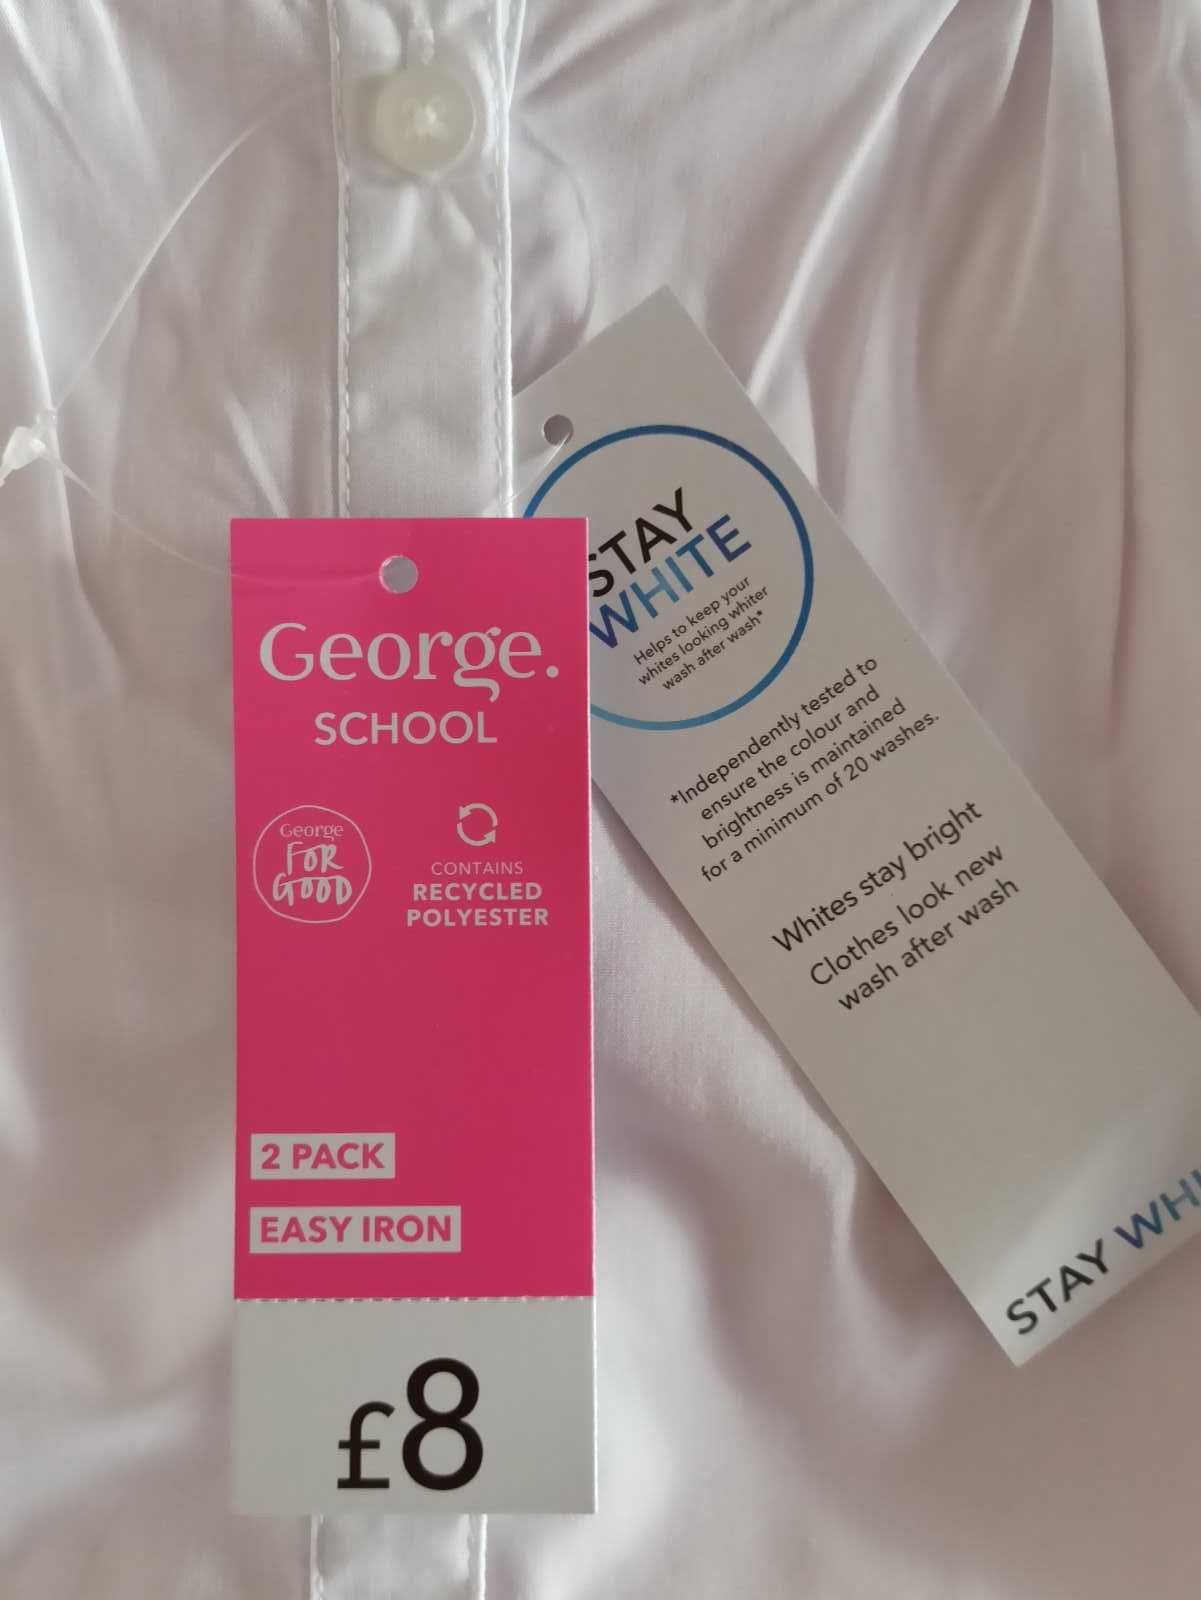 George.
SCHOOL
George
FOR
GOOD
CONTAINS
RECYCLED
POLYESTER
2 PACK
EASY IRON
£8
STAY
WHITE
Helps to keep your
whites looking whiter
wash after wash*
*Independently tested to
ensure the colour and
brightness is maintained
for a minimum of 20 washes.
Whites stay bright
Clothes look new
wash after wash
STAY WHI